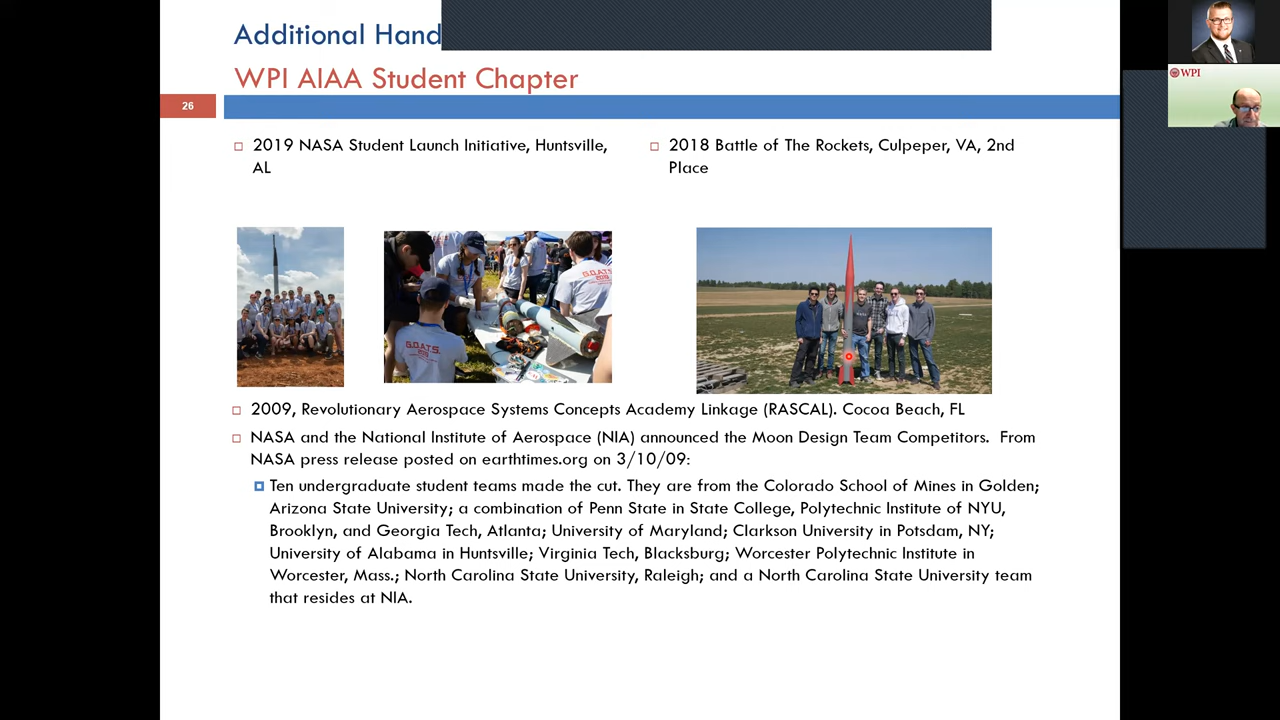 Additional Hand
WPI AIAA Student Chapter
26
WPI
2019 NASA Student Launch Initiative, Huntsville,
AL
2018 Battle of The Rockets, Culpeper, VA, 2nd
Place
G.O.A.T.S.
G.O.A.T.S.
2009, Revolutionary Aerospace Systems Concepts Academy Linkage (RASCAL). Cocoa Beach, FL
NASA and the National Institute of Aerospace (NIA) announced the Moon Design Team Competitors. From
NASA press release posted on earthtimes.org on 3/10/09:
Ten undergraduate student teams made the cut. They are from the Colorado School of Mines in Golden;
Arizona State University; a combination of Penn State in State College, Polytechnic Institute of NYU,
Brooklyn, and Georgia Tech, Atlanta; University of Maryland; Clarkson University in Potsdam, NY;
University of Alabama in Huntsville; Virginia Tech, Blacksburg; Worcester Polytechnic Institute in
Worcester, Mass.; North Carolina State University, Raleigh; and a North Carolina State University team
that resides at NIA.